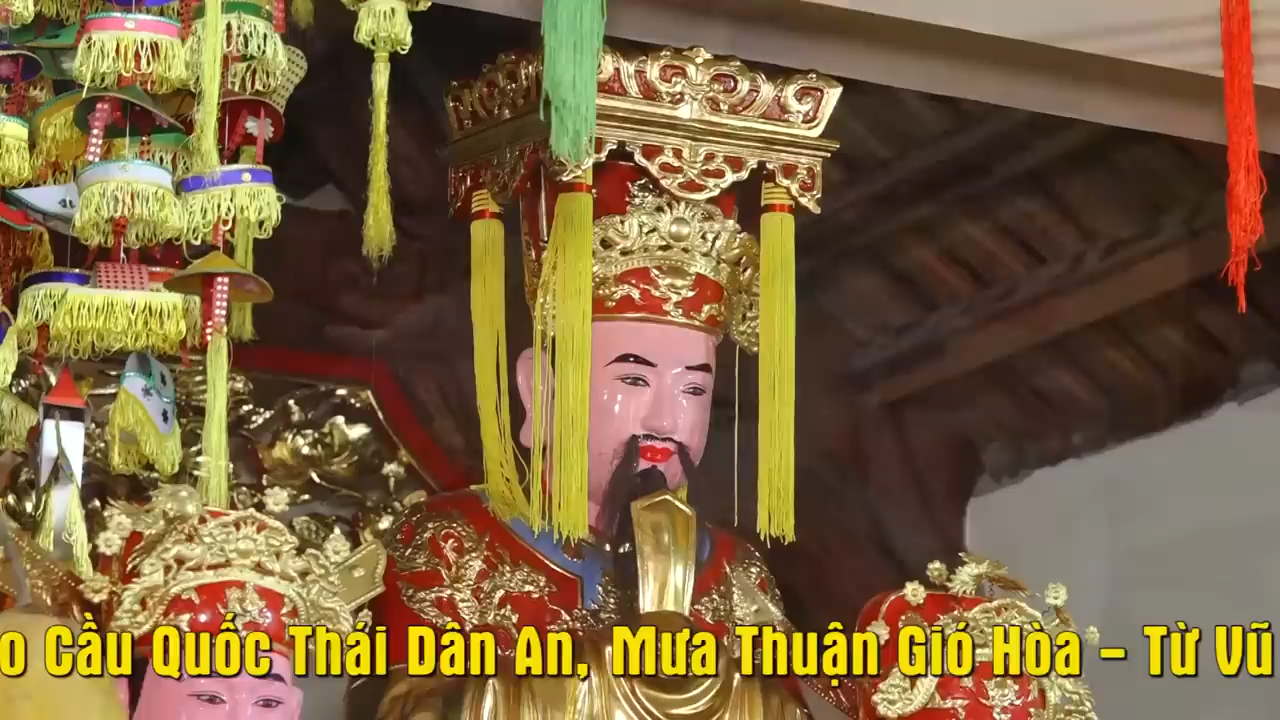 o Cầu Quốc Thái Dân An, Mưa Thuận Gió Hòa - Từ Vũ